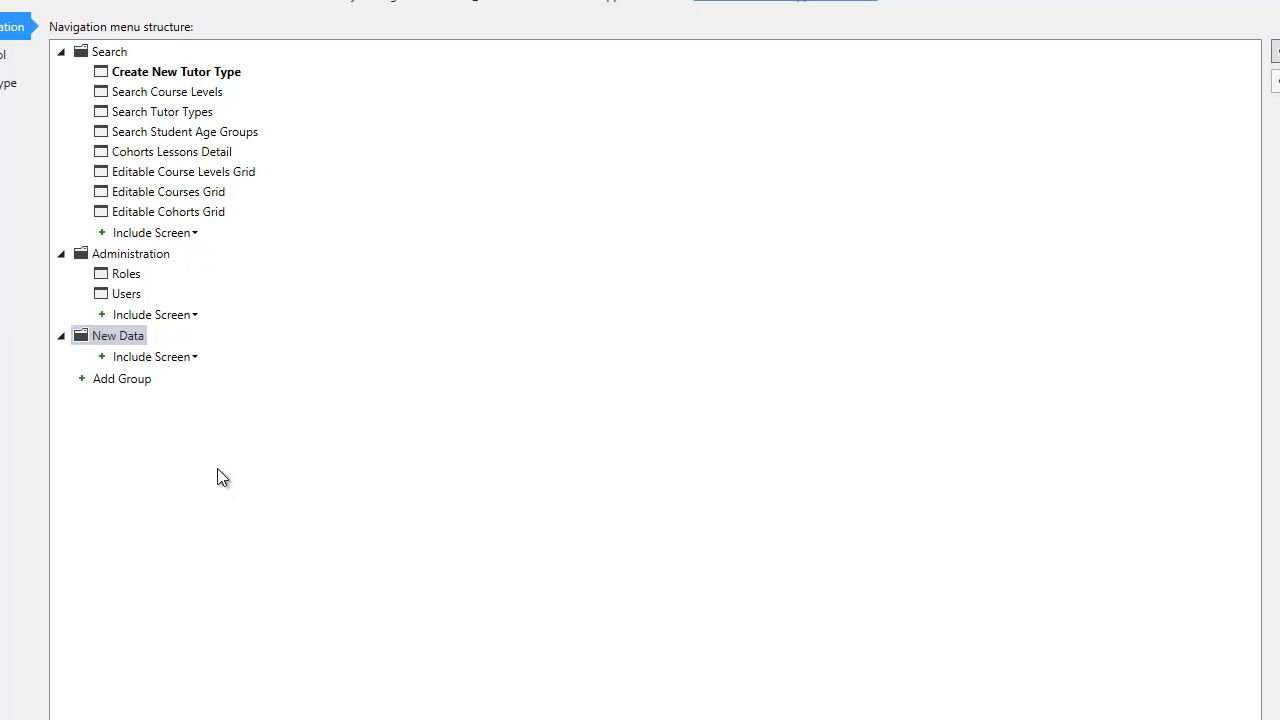 Navigation menu structure:
Search
Create New Tutor Type
Search Course Levels
Search Tutor Types
Search Student Age Groups
Cohorts Lessons Detail
Editable Course Levels Grid
Editable Courses Grid
Editable Cohorts Grid
+ Include Screen
Administration
Roles
Users
+ Include Screen
New Data
+ Include Screen
+ Add Group